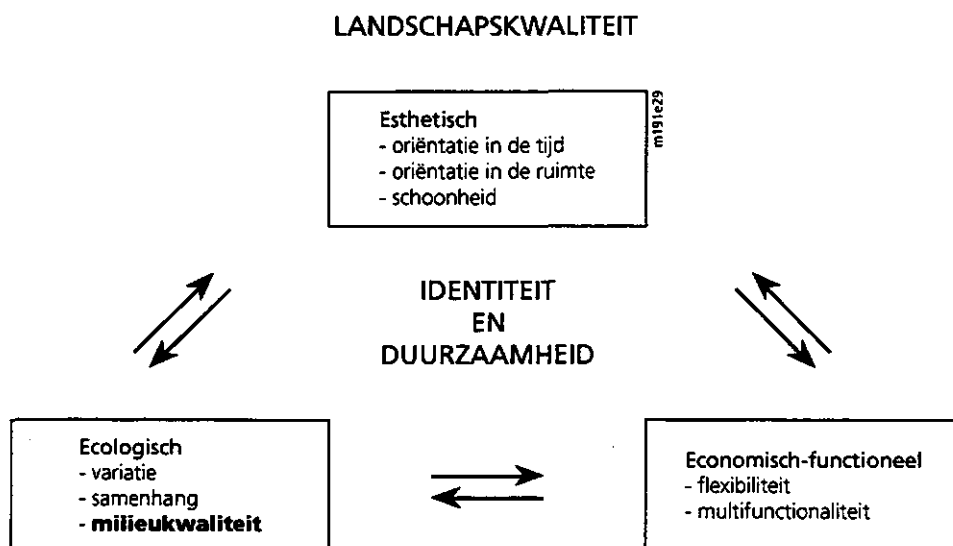 LANDSCHAPSKWALITEIT
Esthetisch
- oriëntatie in de tijd
- oriëntatie in de ruimte
- schoonheid
m191e29
IDENTITEIT
EN
DUURZAAMHEID
Ecologisch
- variatie
- samenhang
- milieukwaliteit
Economisch-functioneel
- flexibiliteit
- multifunctionaliteit